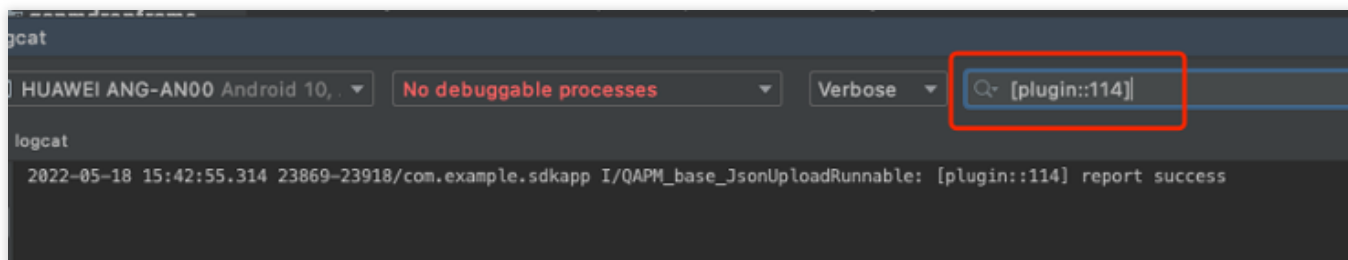 gcat
HUAWEI ANG-AN00 Android 10, . No debuggable processes Verbose [plugin::114]
logcat
2022-05-18 15:42:55.314 23869-23918/com.example.sdkapp I/QAPM_base_JsonUploadRunnable: [plugin::114] report success